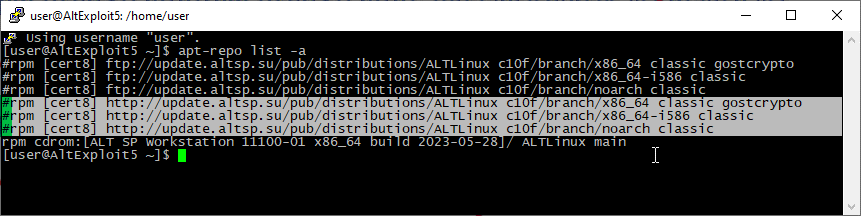 user@AltExploit5: /home/user
Using username "user".
[user@AltExploit5 ~]$ apt-repo list -a
#rpm [cert8] ftp://update.altsp.su/pub/distributions/ALTLinux c10f/branch/x86_64 classic gostcrypto
#rpm [cert8] ftp://update.altsp.su/pub/distributions/ALTLinux c10f/branch/x86_64-i586 classic
#rpm [cert8] ftp://update.altsp.su/pub/distributions/ALTLinux c10f/branch/noarch classic
#rpm [cert8] http://update.altsp.su/pub/distributions/ALTLinux c10f/branch/x86_64 classic gostcrypto
#rpm [cert8] http://update.altsp.su/pub/distributions/ALTLinux c10f/branch/x86_64-i586 classic
#rpm [cert8] http://update.altsp.su/pub/distributions/ALTLinux c10f/branch/noarch classic
rpm cdrom:[ALT SP Workstation 11100-01 x86_64 build 2023-05-28]/ ALTLinux main
[user@AltExploit5 ~]$